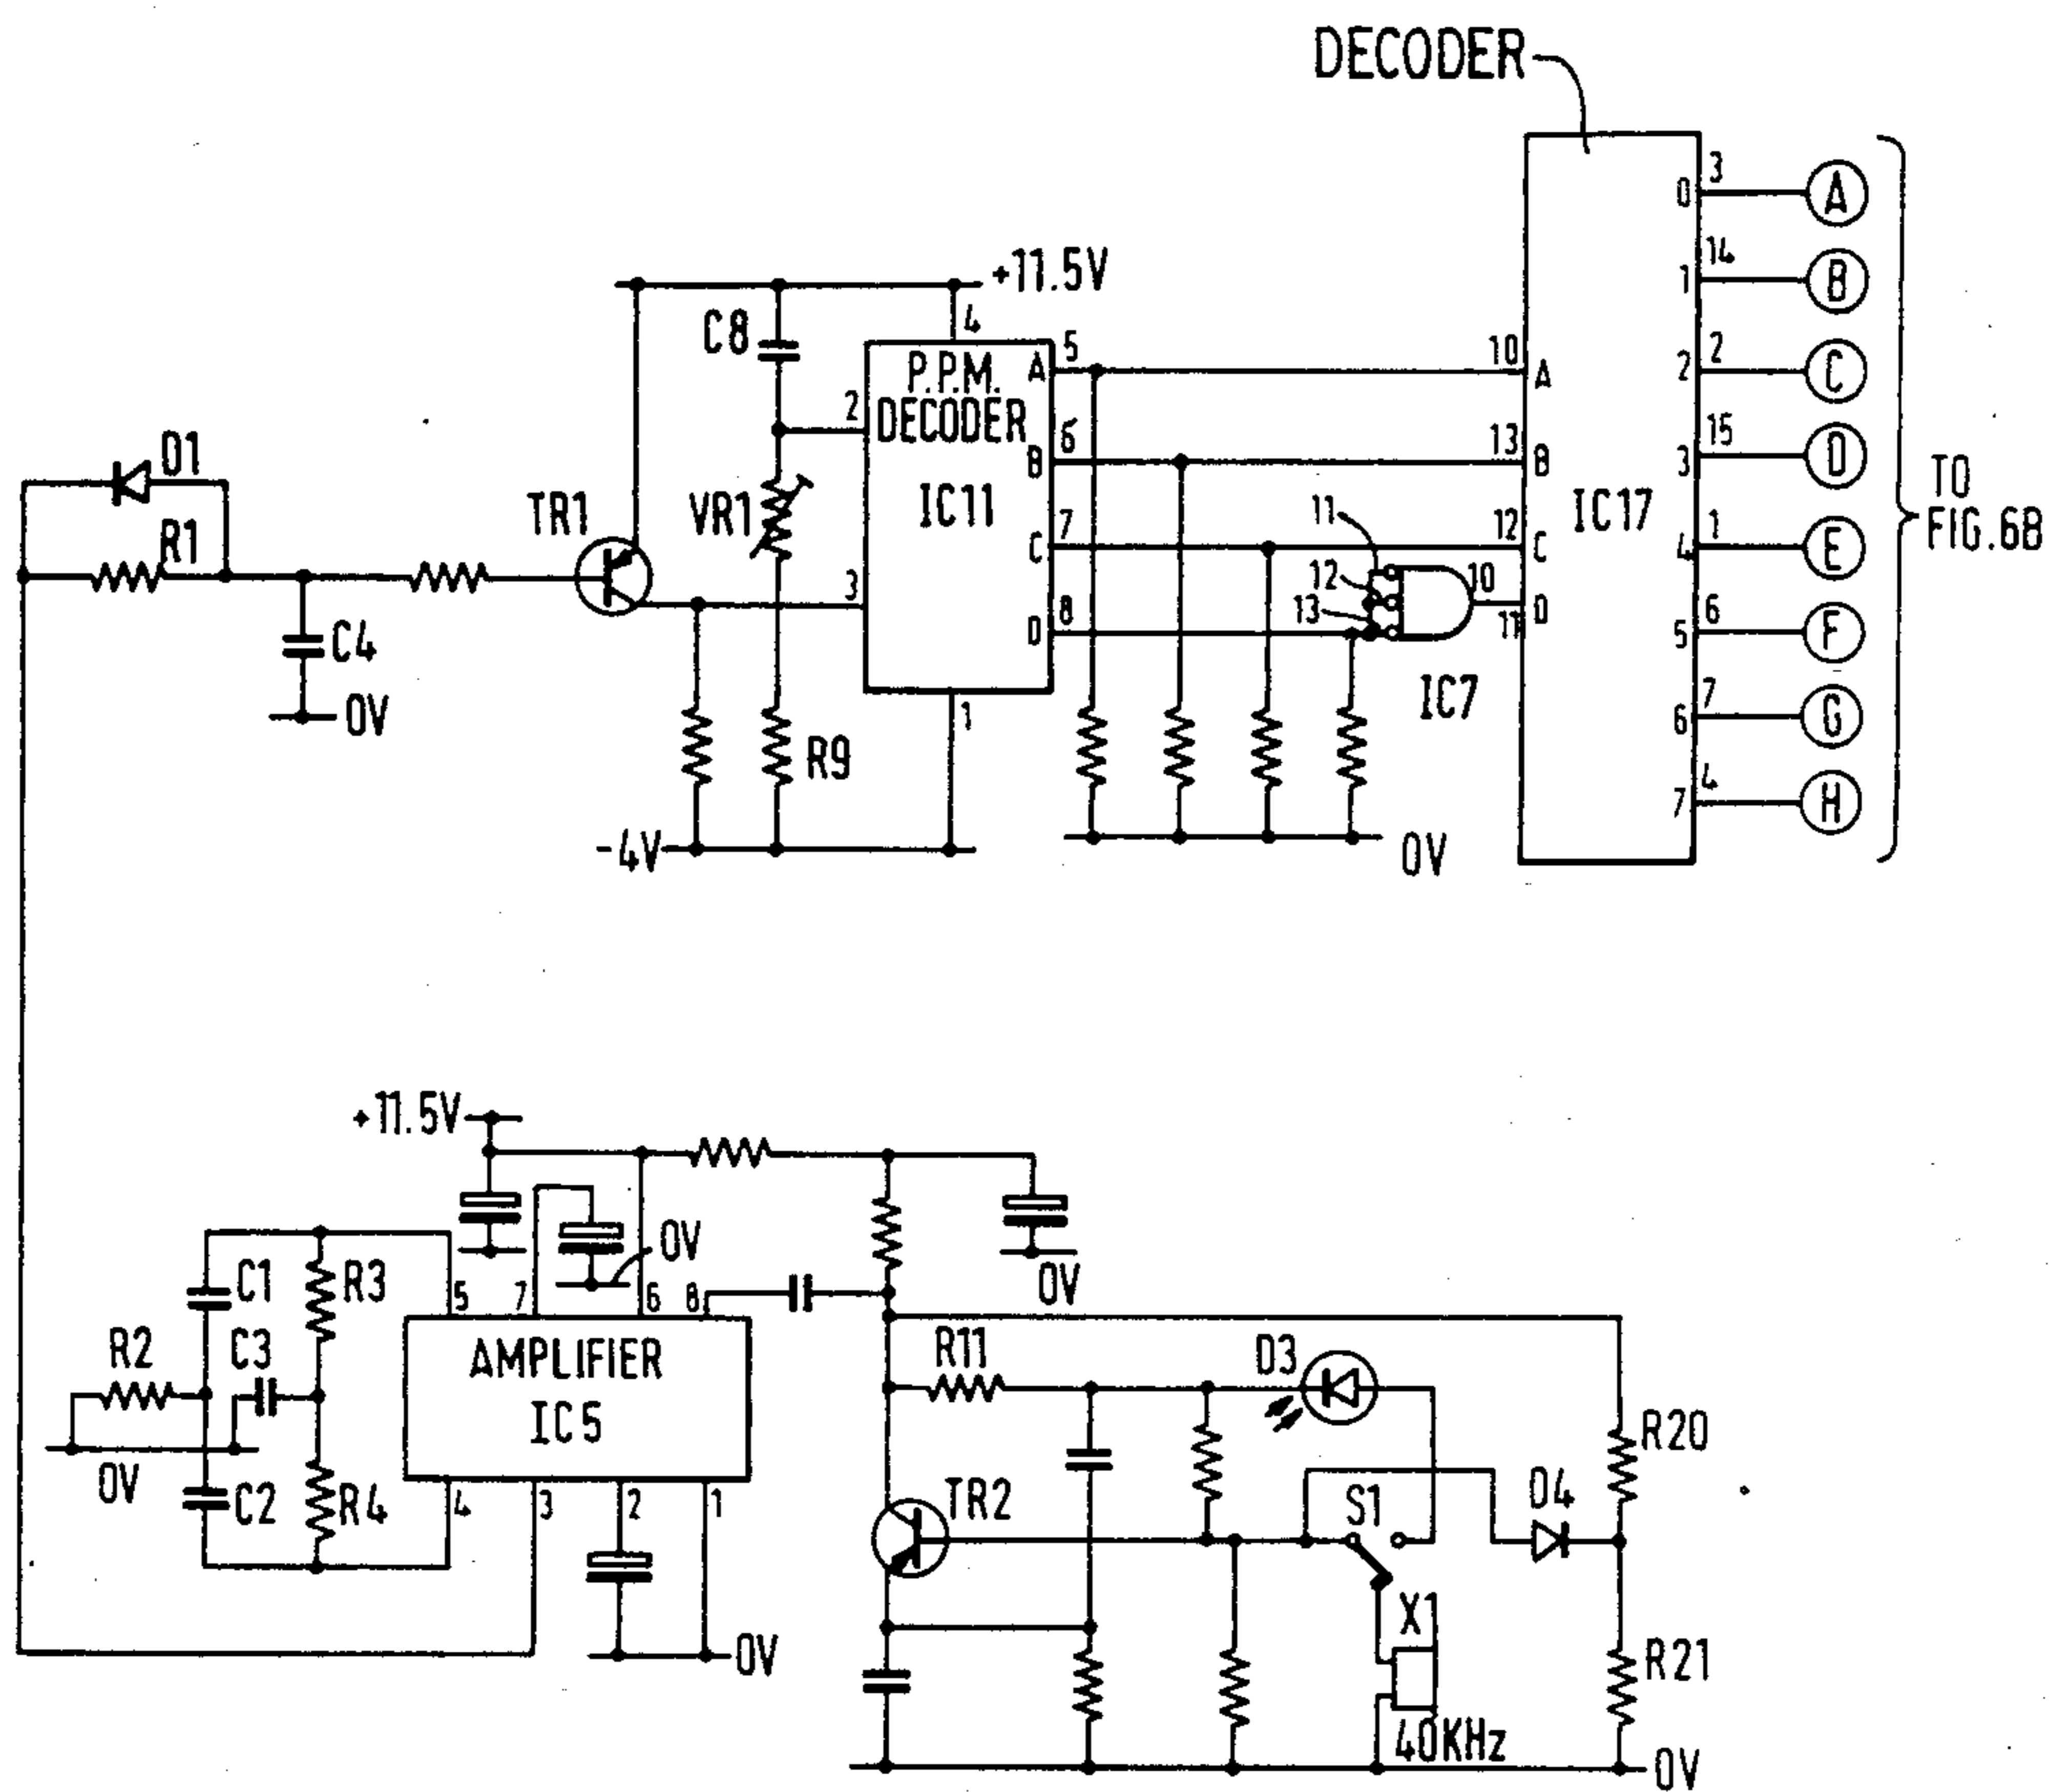 DECODER
3
0
A
14
1
B
+11.5V
4
C8
5
10
2
2
C
P.P.M.
A
A
DECODER
2
6
13
15
3
D
D1
B
B
TO
FIG.6B
TR1
VR1
IC11
11
IC17
R1
7
12
1
C
C
4
E
12
10
3
8
13
D
11
6
D
5
F
C4
IC7
0V
7
6
G
1
R9
4
7
H
-4V
0V
+11.5V
0V
C1
R3
5
7
6
8
0V
R2
C3
AMPLIFIER
R11
D3
IC5
R20
0V
C2
R4
4
3
2
1
TR2
S1
D4
X1
0V
R21
40KHz
0V